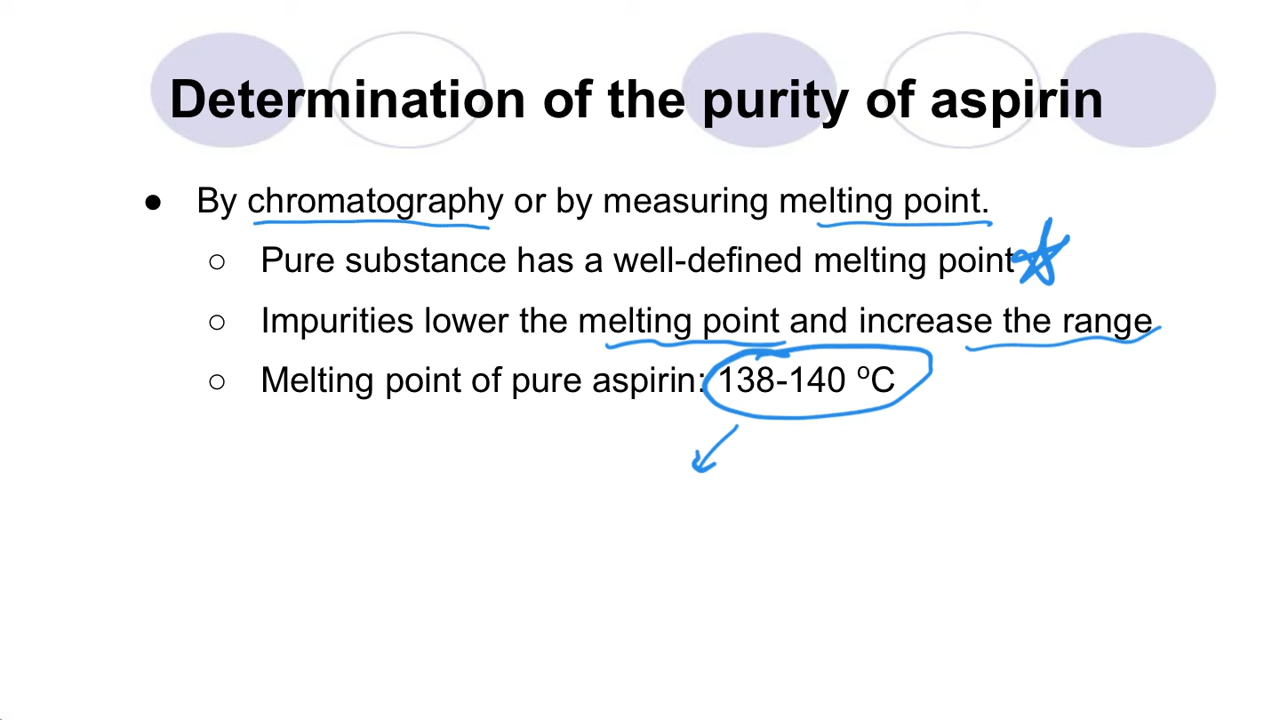 Determination of the purity of aspirin
● By chromatography or by measuring melting point.
○ Pure substance has a well-defined melting point
○ Impurities lower the melting point and increase the range
○ Melting point of pure aspirin: 138-140 ºC